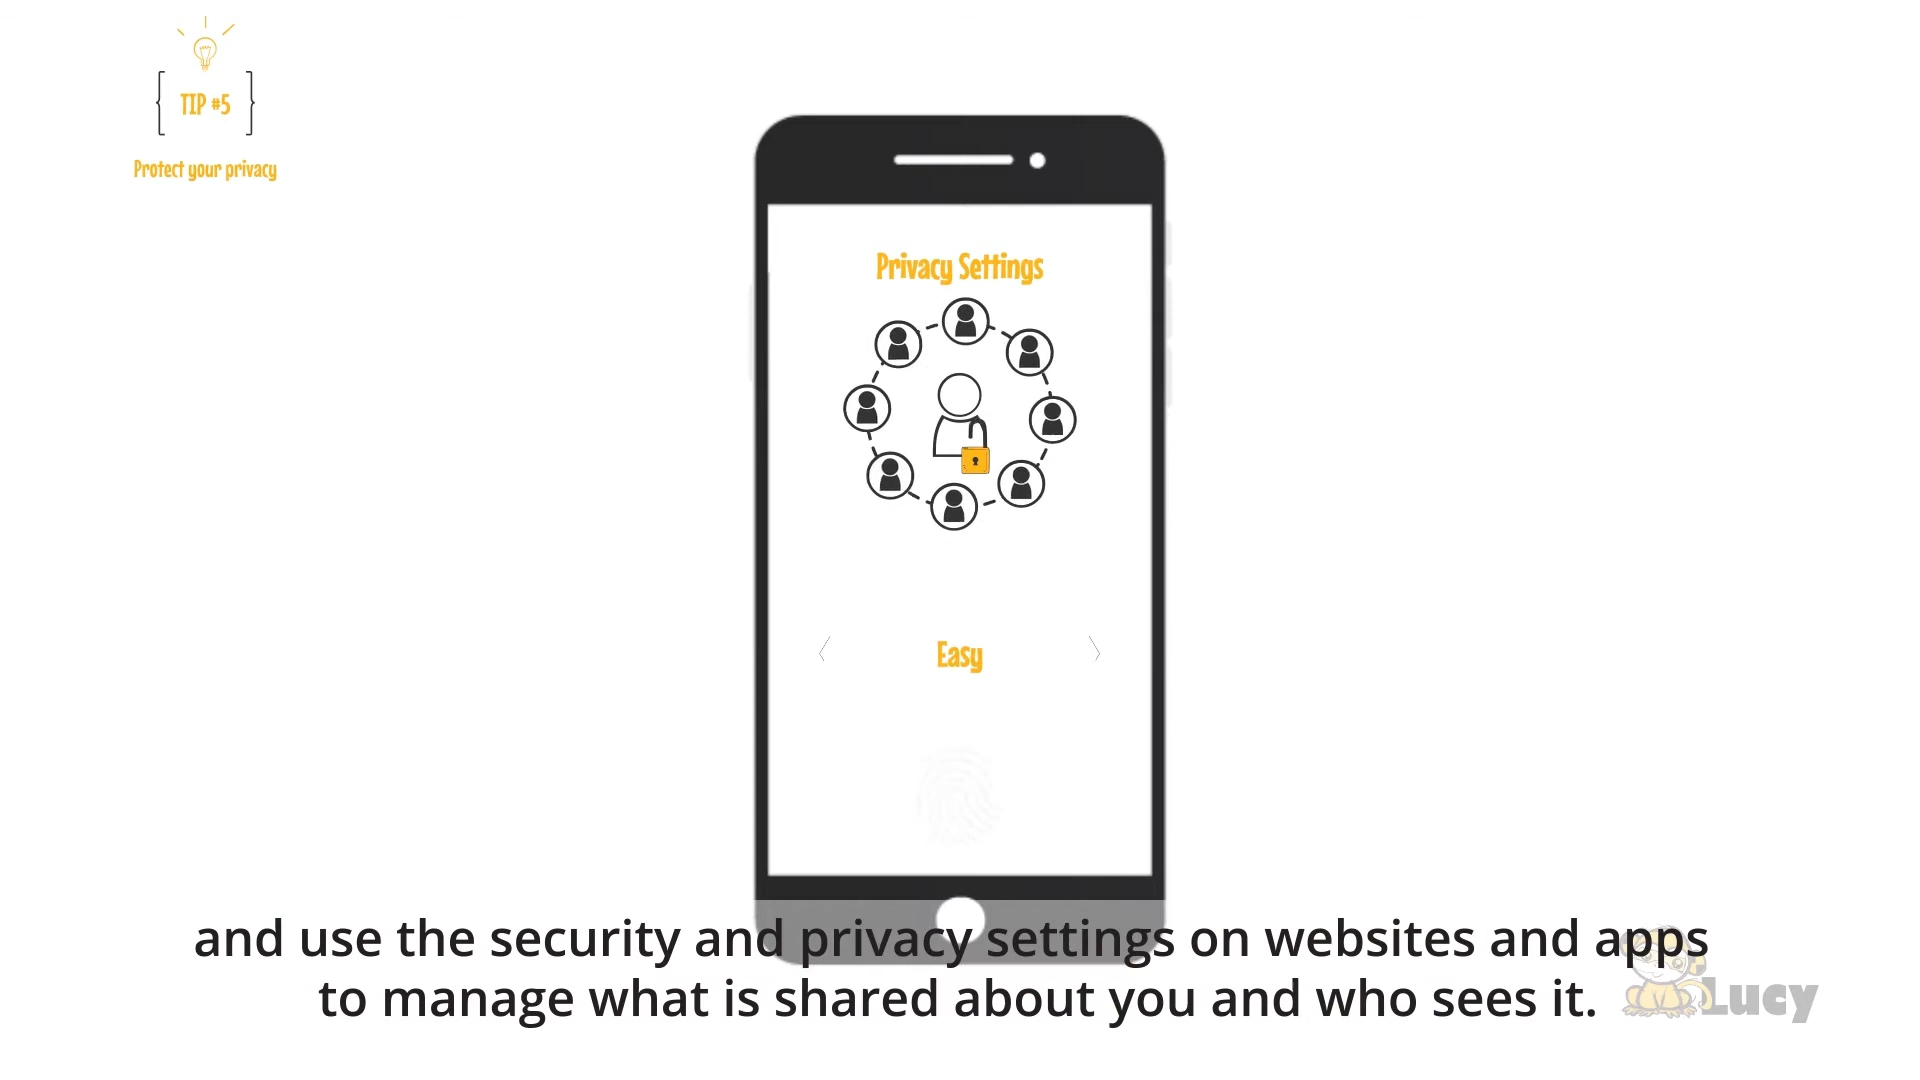 TIP #5
Protect your privacy
Privacy Settings
Easy
and use the security and privacy settings on websites and apps
to manage what is shared about you and who sees it.
Lucy